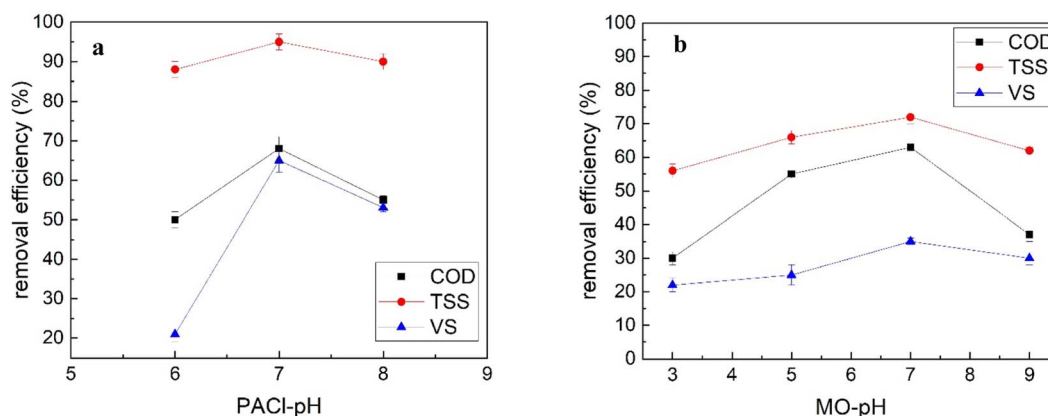 a
removal efficiency (%)
100
90
80
70
60
50
40
30
20
5 6 7 8 9
PACl-pH
COD
TSS
VS
b
removal efficiency (%)
100
90
80
70
60
50
40
30
20
10
0
3 4 5 6 7 8 9
MO-pH
COD
TSS
VS